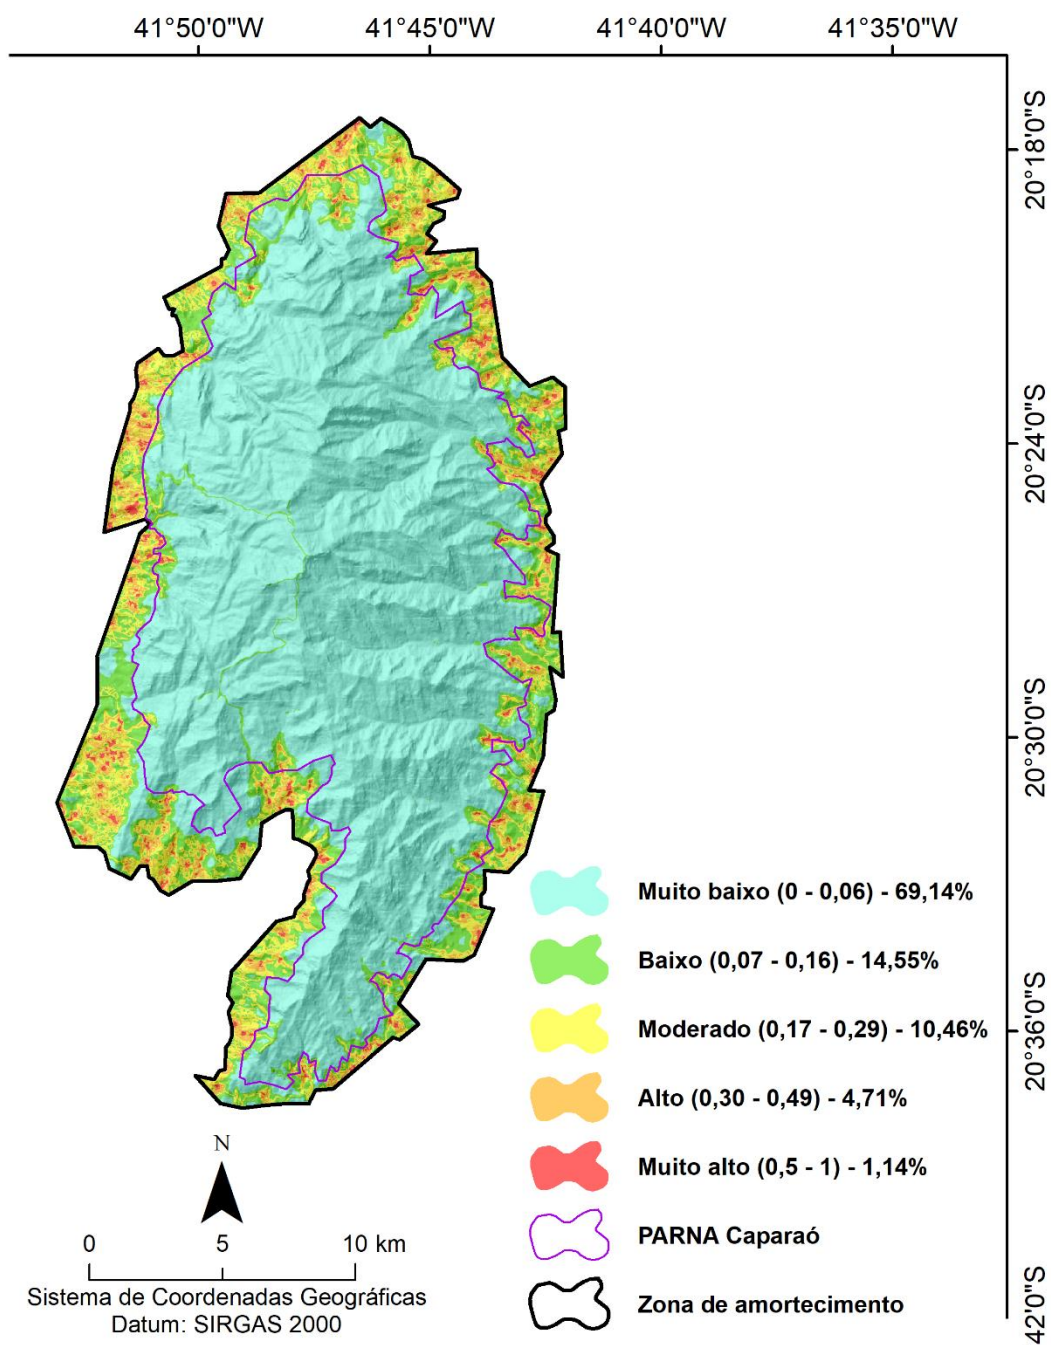 41°50'0"W
41°45'0"W
41°40'0"W
41°35'0"W
20°18'0"S
20°24'0"S
20°30'0"S
20°36'0"S
42'0"S
Muito baixo (0 - 0,06) - 69,14%
Baixo (0,07 - 0,16) - 14,55%
Moderado (0,17 - 0,29) - 10,46%
Alto (0,30 - 0,49) - 4,71%
Muito alto (0,5 - 1) - 1,14%
PARNA Caparaó
Zona de amortecimento
N
0 5 10 km
Sistema de Coordenadas Geográficas
Datum: SIRGAS 2000